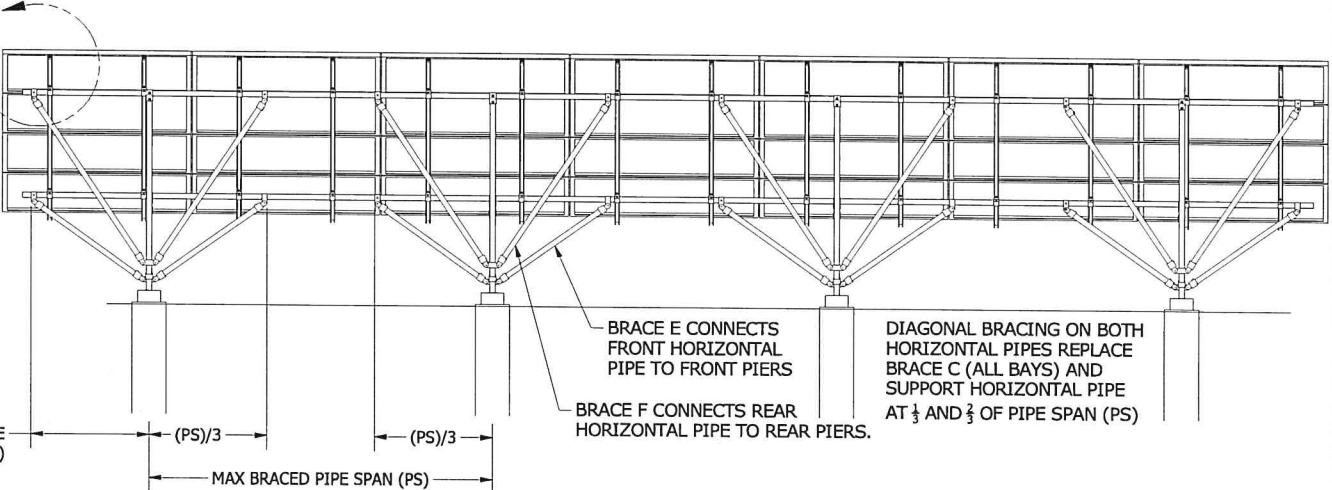 BRACE E CONNECTS
FRONT HORIZONTAL
PIPE TO FRONT PIERS
BRACE F CONNECTS REAR
HORIZONTAL PIPE TO REAR PIERS.
DIAGONAL BRACING ON BOTH
HORIZONTAL PIPES REPLACE
BRACE C (ALL BAYS) AND
SUPPORT HORIZONTAL PIPE
AT 1/3 AND 2/3 OF PIPE SPAN (PS)
E
)
(PS)/3
(PS)/3
MAX BRACED PIPE SPAN (PS)